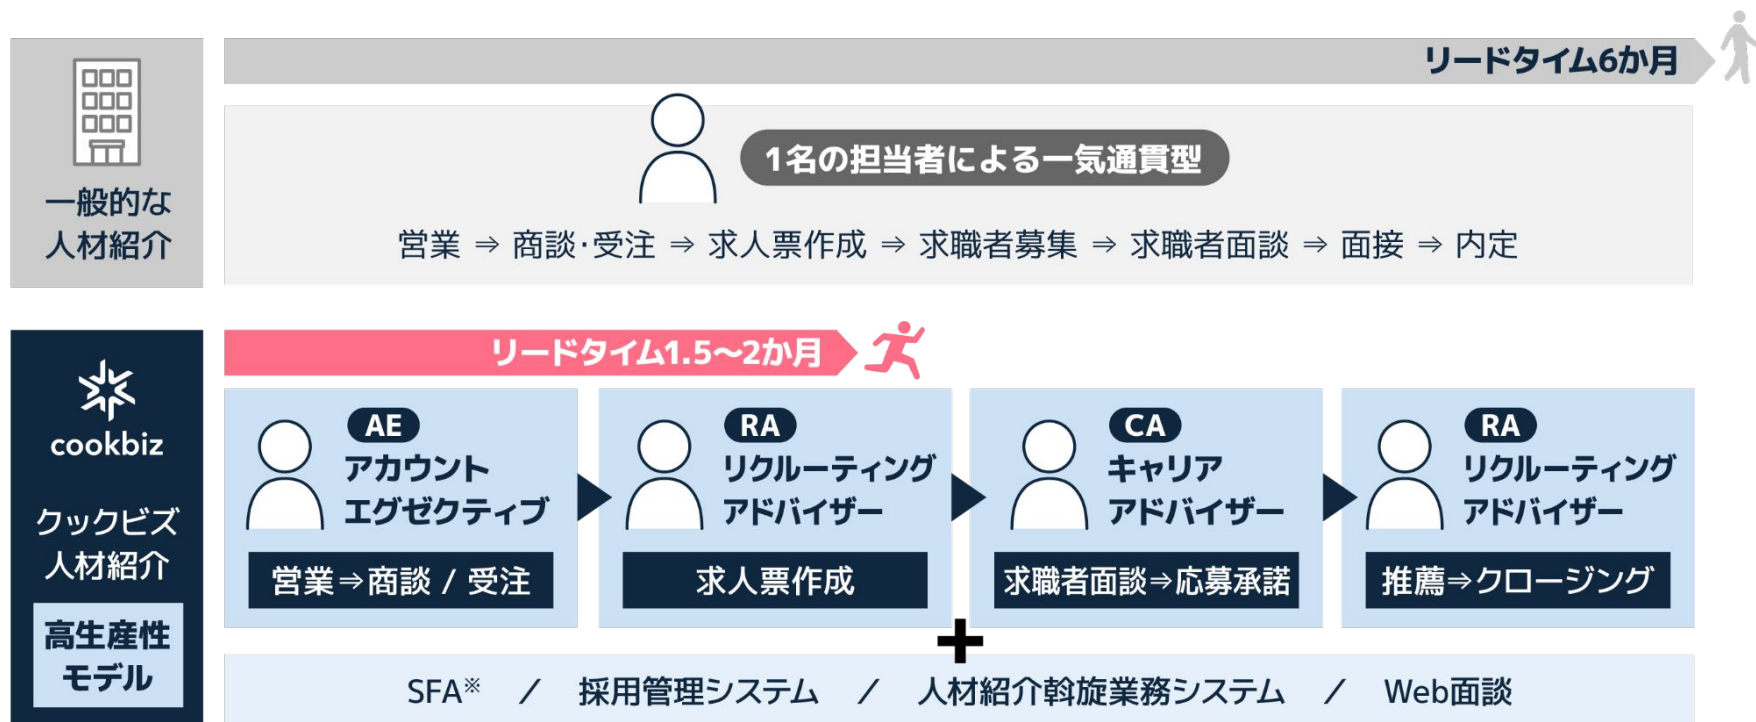 リードタイム6か月
一般的な
人材紹介
1名の担当者による一気通貫型
営業 ⇒ 商談･受注 ⇒ 求人票作成 ⇒ 求職者募集 ⇒ 求職者面談 ⇒ 面接 ⇒ 内定
リードタイム1.5～2か月
cookbiz
クックビズ
人材紹介
高生産性
モデル
AE
アカウント
エグゼクティブ
営業⇒商談 / 受注
RA
リクルーティング
アドバイザー
求人票作成
CA
キャリア
アドバイザー
求職者面談⇒応募承諾
RA
リクルーティング
アドバイザー
推薦⇒クロージング
SFA※ / 採用管理システム / 人材紹介斡旋業務システム / Web面談